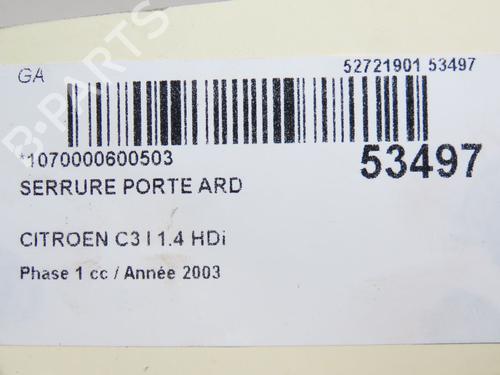 GA
52721901 53497
*1070000600503
53497
SERRURE PORTE ARD
CITROEN C3 I 1.4 HDi
Phase 1 cc / Année 2003
B-PARTS